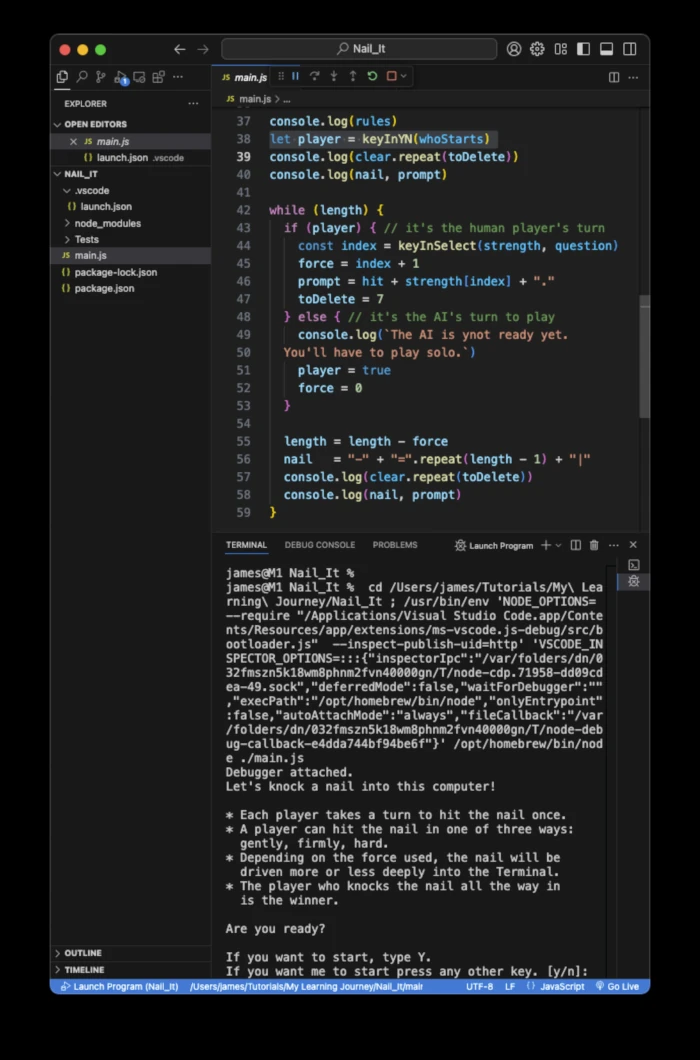 Nail_It
EXPLORER
OPEN EDITORS
JS main.js
{} launch.json .vscode
NAIL_IT
.vscode
{} launch.json
node_modules
Tests
JS main.js
{} package-lock.json
{} package.json
OUTLINE
TIMELINE
JS main.js
JS main.js > ...
37 console.log(rules)
38 let player = keyInYN(whoStarts)
39 console.log(clear.repeat(toDelete))
40 console.log(nail, prompt)
41
42 while (length) {
43 if (player) { // it's the human player's turn
44 const index = keyInSelect(strength, question)
45 force = index + 1
46 prompt = hit + strength[index] + "."
47 toDelete = 7
48 } else { // it's the AI's turn to play
49 console.log(`The AI is ynot ready yet.
50 You'll have to play solo.`)
51 player = true
52 force = 0
53 }
54
55 length = length - force
56 nail   = "-" + "=".repeat(length - 1) + "|"
57 console.log(clear.repeat(toDelete))
58 console.log(nail, prompt)
59 }
TERMINAL DEBUG CONSOLE PROBLEMS Launch Program
james@M1 Nail_It %
james@M1 Nail_It %  cd /Users/james/Tutorials/My\ Lea
rning\ Journey/Nail_It ; /usr/bin/env 'NODE_OPTIONS=
--require "/Applications/Visual Studio Code.app/Conte
nts/Resources/app/extensions/ms-vscode.js-debug/src/b
ootloader.js"  --inspect-publish-uid=http' 'VSCODE_IN
SPECTOR_OPTIONS=:::{"inspectorIpc":"/var/folders/dn/0
32fmszn5k18wm8phnm2fvn40000gn/T/node-cdp.71958-dd09cd
ea-49.sock","deferredMode":false,"waitForDebugger":""
,"execPath":"/opt/homebrew/bin/node","onlyEntrypoint"
:false,"autoAttachMode":"always","fileCallback":"/var
/folders/dn/032fmszn5k18wm8phnm2fvn40000gn/T/node-deb
ug-callback-e4dda744bf94be6f"}' /opt/homebrew/bin/nod
e ./main.js
Debugger attached.
Let's knock a nail into this computer!
* Each player takes a turn to hit the nail once.
* A player can hit the nail in one of three ways:
gently, firmly, hard.
* Depending on the force used, the nail will be
driven more or less deeply into the Terminal.
* The player who knocks the nail all the way in
is the winner.
Are you ready?
If you want to start, type Y.
If you want me to start press any other key. [y/n]:
Launch Program (Nail_It) /Users/james/Tutorials/My Learning Journey/Nail_It/mair UTF-8 LF {} JavaScript Go Live